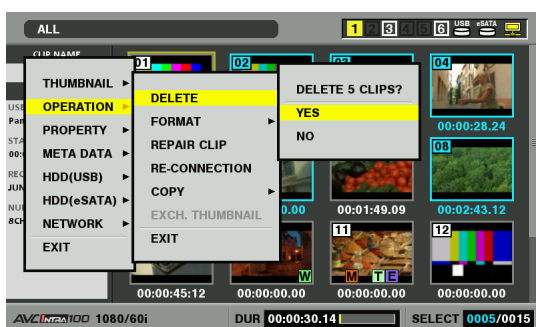 ALL
1 2 3 4 5 6 USB eSATA
CLIP NAME
01
02
04
THUMBNAIL
OPERATION
PROPERTY
META DATA
HDD(USB)
HDD(eSATA)
NETWORK
EXIT
DELETE
FORMAT
REPAIR CLIP
RE-CONNECTION
COPY
EXCH. THUMBNAIL
EXIT
DELETE 5 CLIPS?
YES
NO
00:00:28.24
08
0.00
00:01:49.09
00:02:43.12
11
12
W
M T E
00:00:45:12
00:00:00.00
00:00:00.00
00:00:00.00
AVC INTRA 100 1080/60i
DUR 00:00:30.14
SELECT 0005/0015